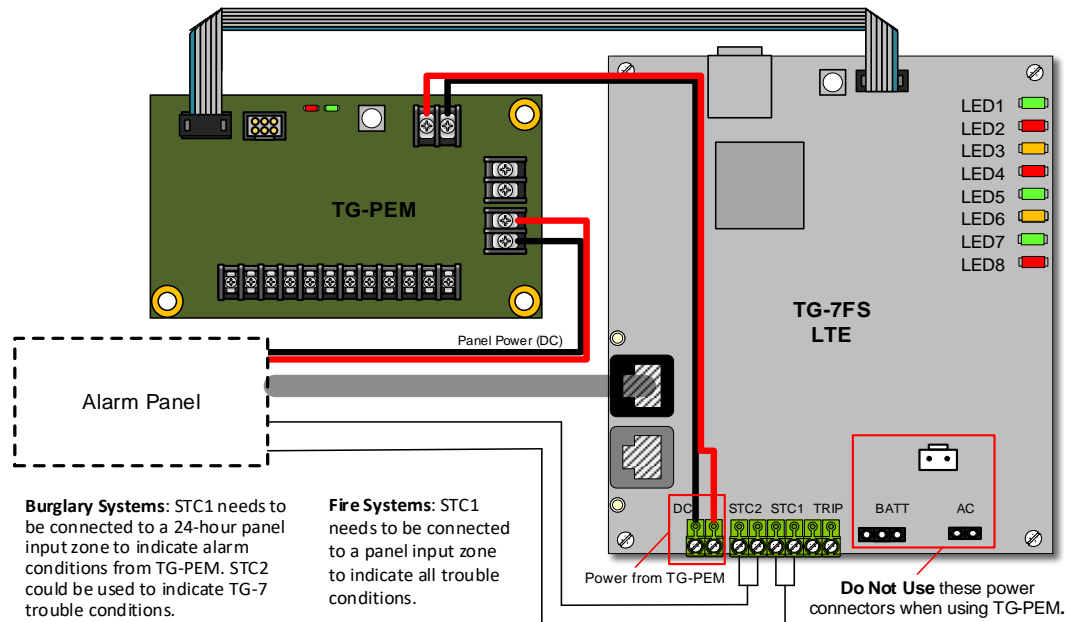 LED1
LED2
LED3
LED4
LED5
LED6
LED7
LED8
TG-PEM
TG-7FS
LTE
Panel Power (DC)
Alarm Panel
Burglary Systems: STC1 needs to
be connected to a 24-hour panel
input zone to indicate alarm
conditions from TG-PEM. STC2
could be used to indicate TG-7
trouble conditions.
Fire Systems: STC1
needs to be connected
to a panel input zone
to indicate all trouble
conditions.
DC STC2 STC1 TRIP
BATT AC
Power from TG-PEM
Do Not Use these power
connectors when using TG-PEM.